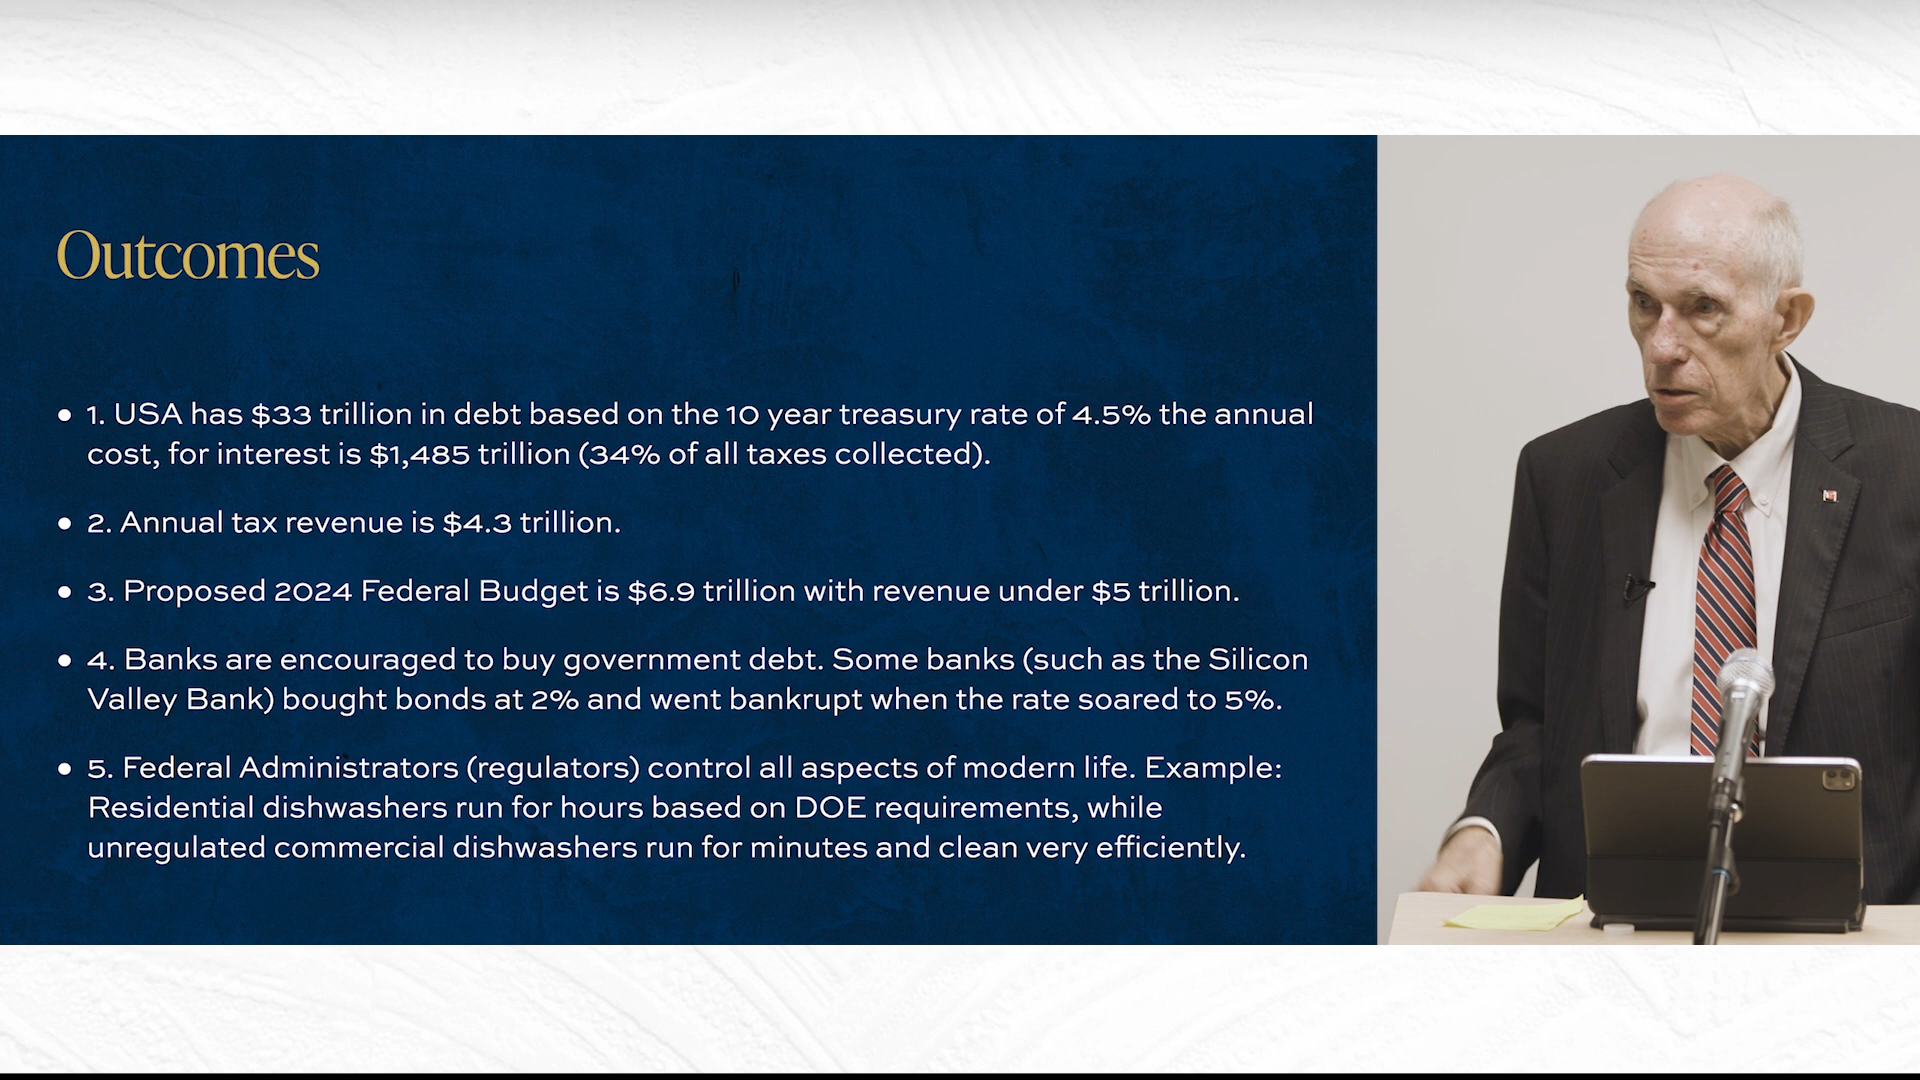 Outcomes
• 1. USA has $33 trillion in debt based on the 10 year treasury rate of 4.5% the annual
cost, for interest is $1,485 trillion (34% of all taxes collected).
• 2. Annual tax revenue is $4.3 trillion.
• 3. Proposed 2024 Federal Budget is $6.9 trillion with revenue under $5 trillion.
• 4. Banks are encouraged to buy government debt. Some banks (such as the Silicon
Valley Bank) bought bonds at 2% and went bankrupt when the rate soared to 5%.
• 5. Federal Administrators (regulators) control all aspects of modern life. Example:
Residential dishwashers run for hours based on DOE requirements, while
unregulated commercial dishwashers run for minutes and clean very efficiently.